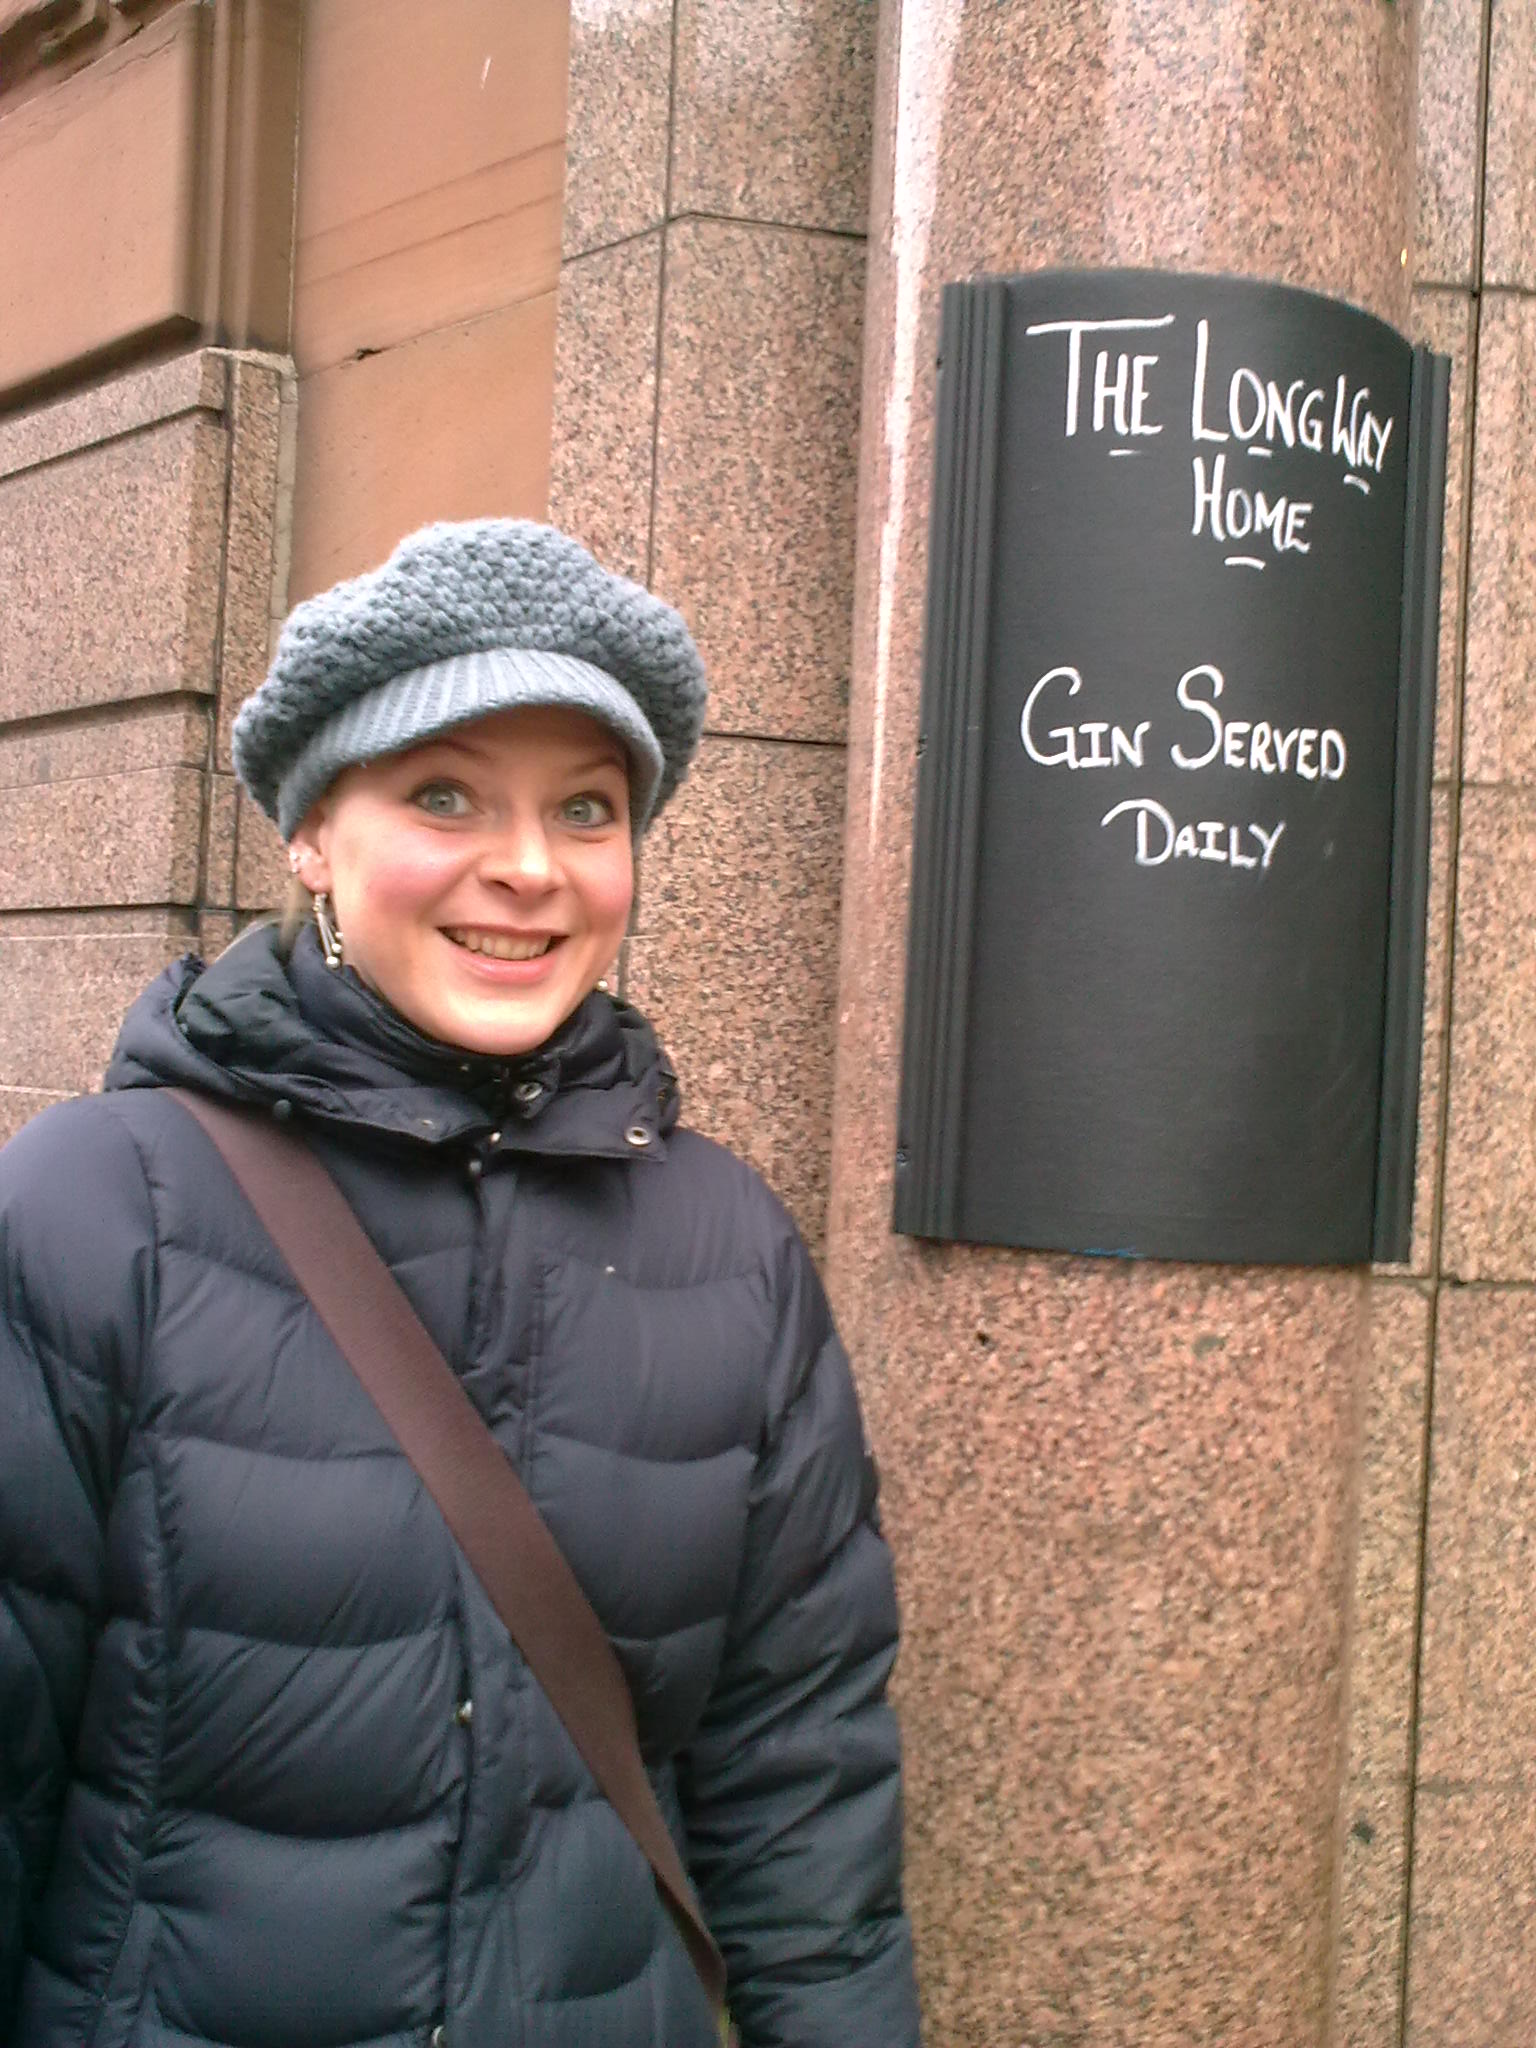 THE LONG WAY
HOME
GIN SERVED
DAILY